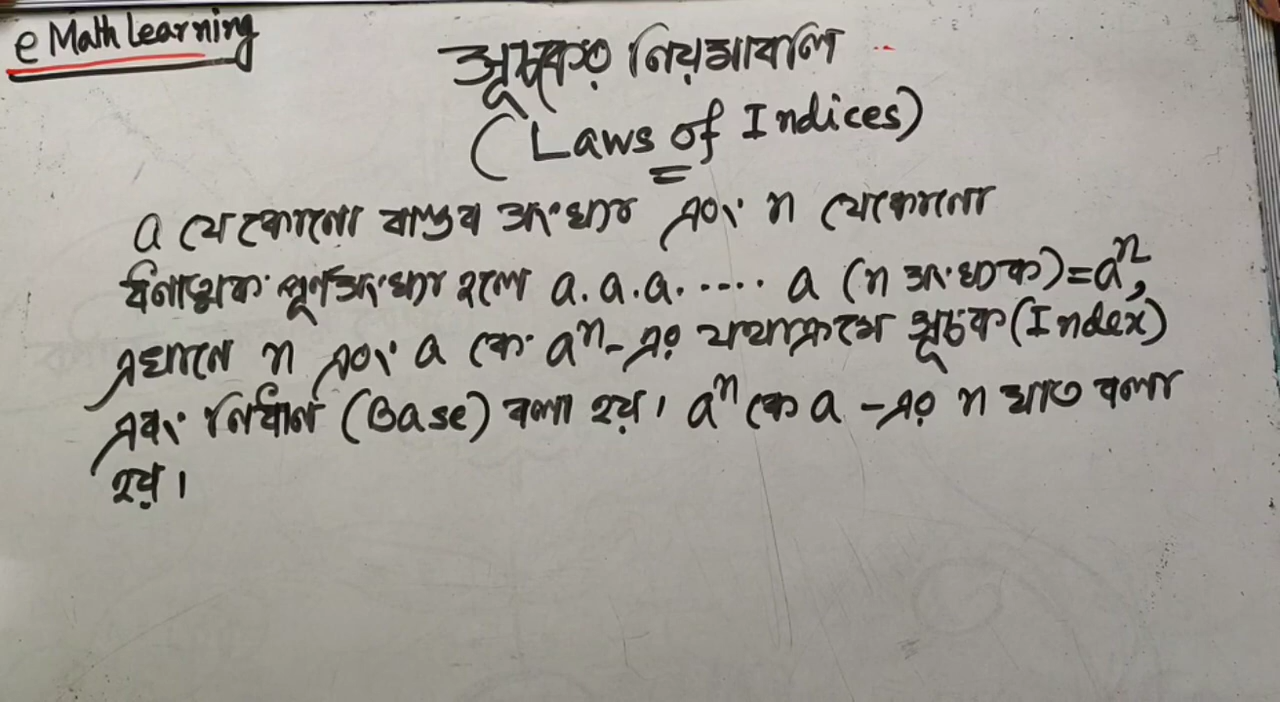 e Math Learning
সূচকের নিয়মাবলি
(Laws of Indices)
a যে কোনো বাস্তব সংখ্যা এবং n যেকোনো
ধনাত্মক পূর্ণসংখ্যা হলে a.a.a..... a (n সংখ্যক)=aⁿ,
এখানে n এবং a কে aⁿ-এর যথাক্রমে সূচক(Index)
এবং নিধান (Base) বলা হয়। aⁿ কে a -এর n ঘাত বলা
হয়।